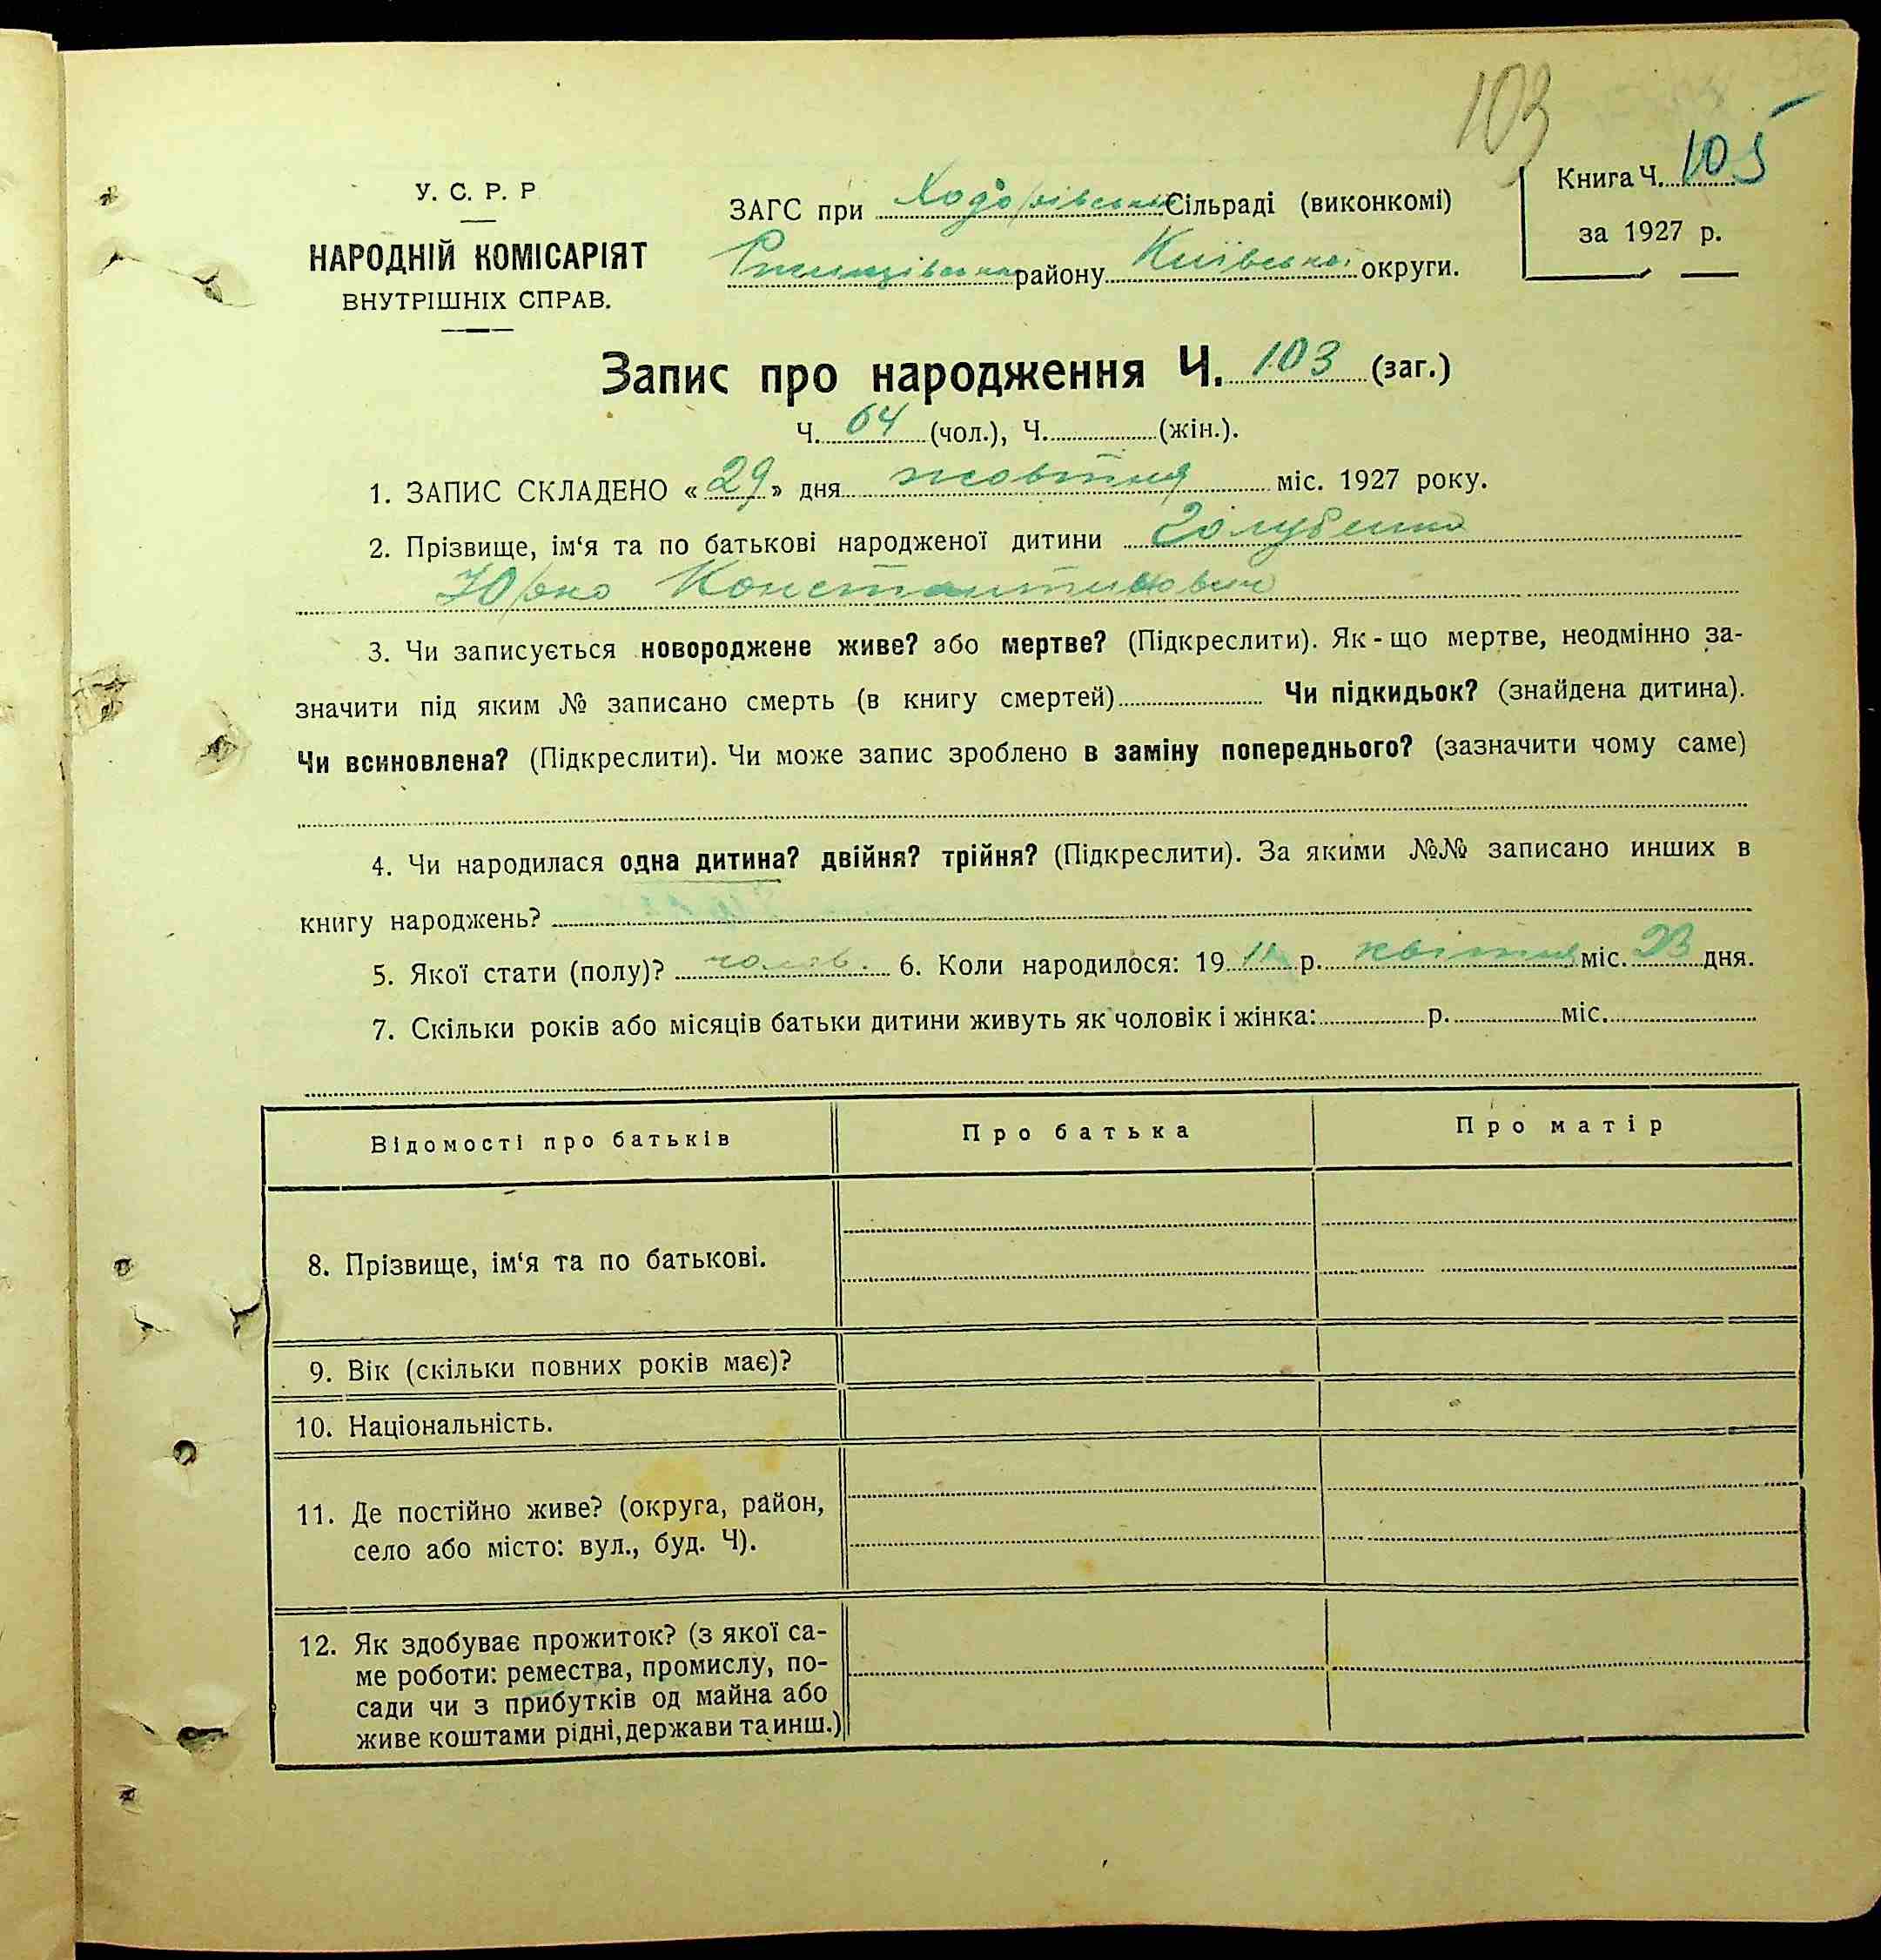 103
У. С. Р. Р
НАРОДНІЙ КОМІСАРІЯТ
ВНУТРІШНІХ СПРАВ.
ЗАГС при Ходорівській Сільраді (виконкомі)
Ржищівського району Київської округи.
Книга Ч. 105
за 1927 р.
Запис про народження Ч. 103 (заг.)
Ч. 64 (чол.), Ч. (жін.).
1. ЗАПИС СКЛАДЕНО « 29 » дня жовтня міс. 1927 року.
2. Прізвище, ім‘я та по батькові народженої дитини Голубенко
Юрко Константинович
3. Чи записується новороджене живе? або мертве? (Підкреслити). Як-що мертве, неодмінно за-
значити під яким № записано смерть (в книгу смертей) Чи підкидьок? (знайдена дитина).
Чи всиновлена? (Підкреслити). Чи може запис зроблено в заміну попереднього? (зазначити чому саме)
4. Чи народилася одна дитина? двійня? трійня? (Підкреслити). За якими №№ записано инших в
книгу народжень?
5. Якої стати (полу)? чолов. 6. Коли народилося: 19 р. квітня міс. 23 дня.
7. Скільки років або місяців батьки дитини живуть як чоловік і жінка: р. міс.
Відомості про батьків Про батька Про матір
8. Прізвище, ім‘я та по батькові.
9. Вік (скільки повних років має)?
10. Національність.
11. Де постійно живе? (округа, район,
село або місто: вул., буд. Ч).
12. Як здобуває прожиток? (з якої са-
ме роботи: ремества, промислу, по-
сади чи з прибутків од майна або
живе коштами рідні, держави та инш.)